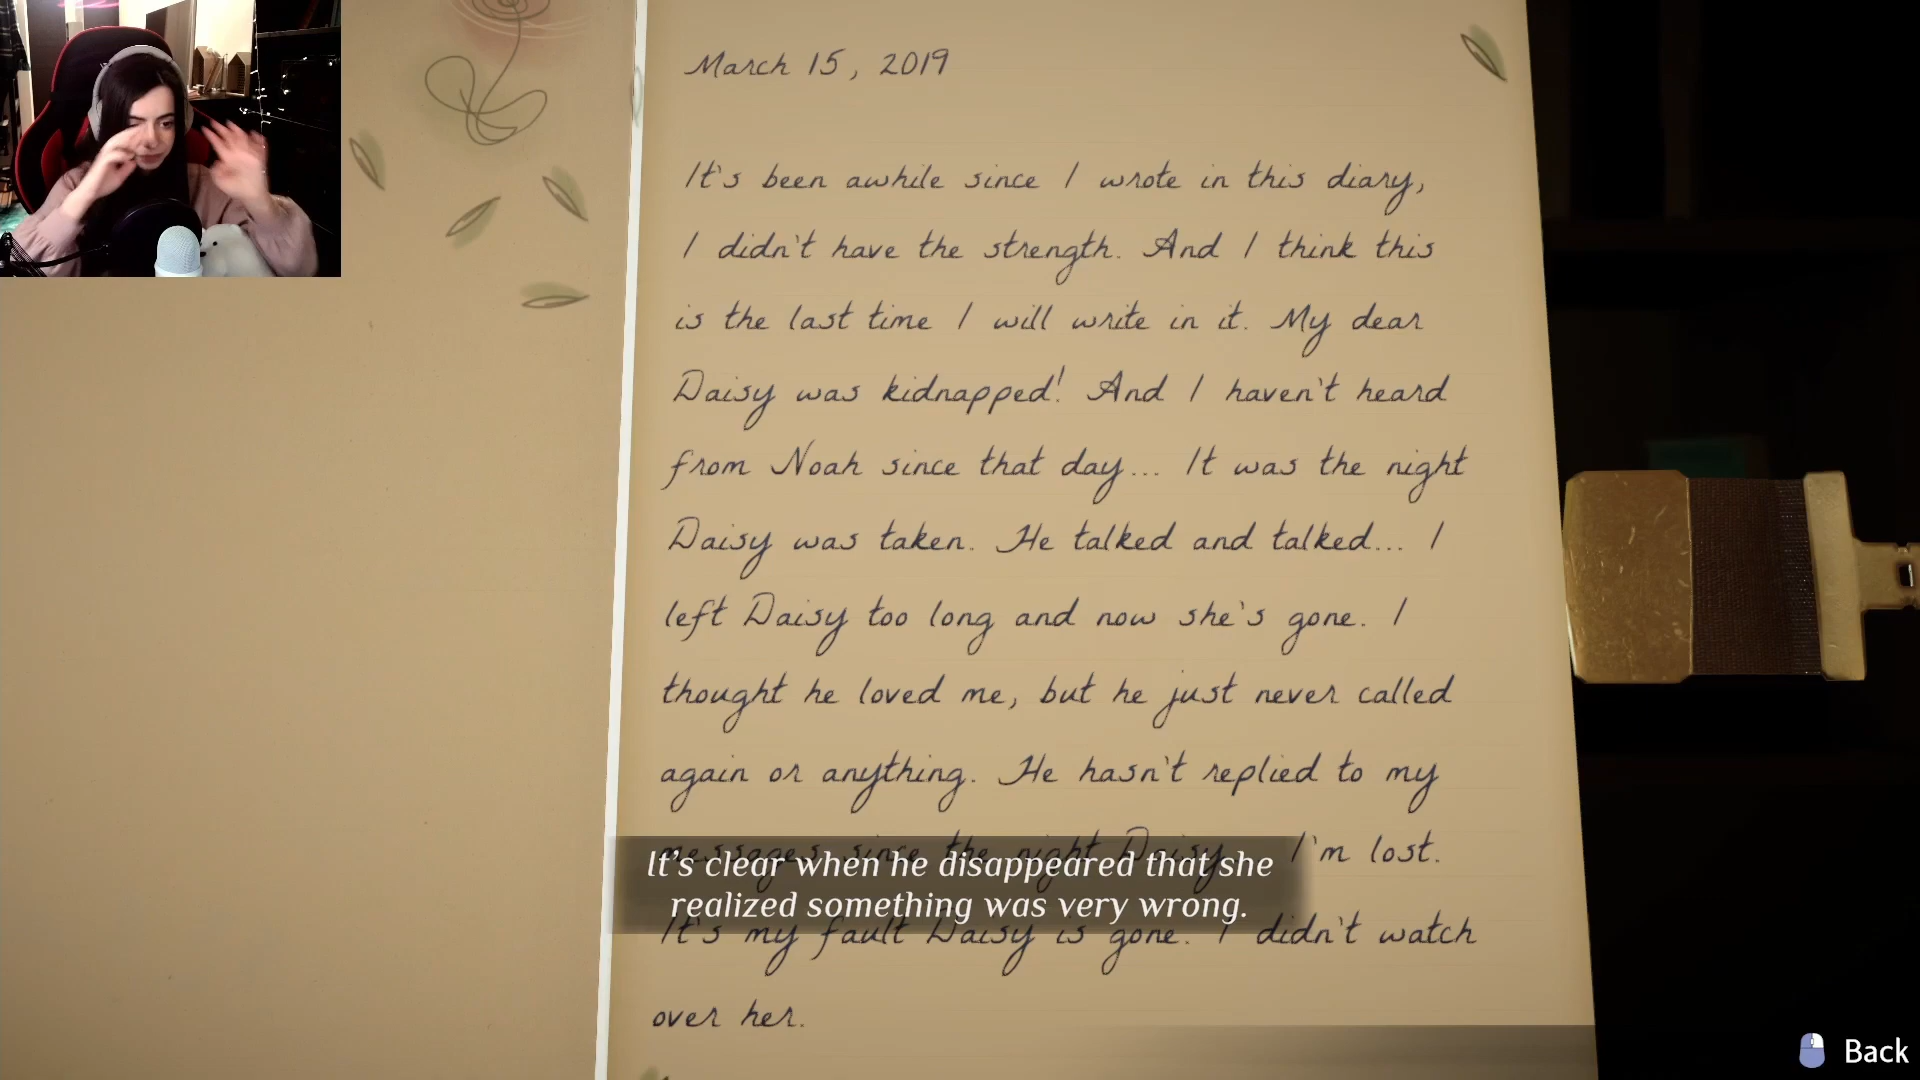 March 15, 2019
It's been awhile since I wrote in this diary,
I didn't have the strength. And I think this
is the last time I will write in it. My dear
Daisy was kidnapped! And I haven't heard
from Noah since that day... It was the night
Daisy was taken. He talked and talked... I
left Daisy too long and now she's gone. I
thought he loved me, but he just never called
again or anything. He hasn't replied to my
messages since the night Daisy I'm lost.
It's clear when he disappeared that she
realized something was very wrong.
It's my fault Daisy is gone. I didn't watch
over her.
Back